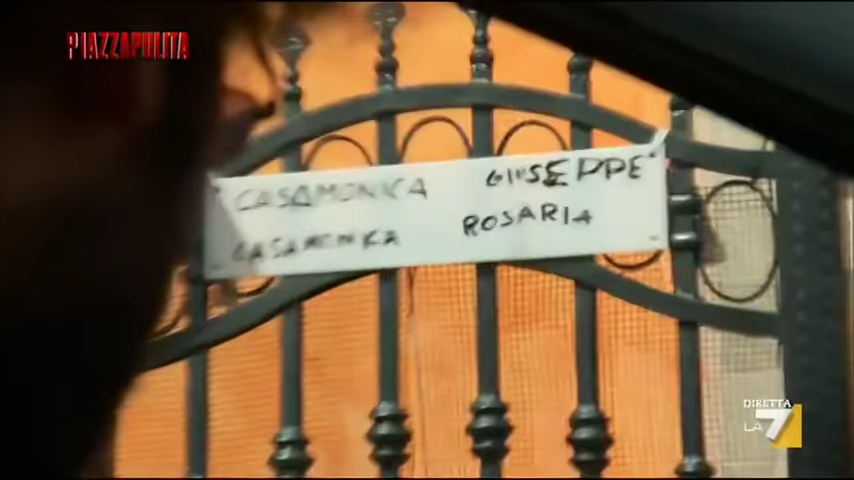 PIAZZAPULITA
CASAMONICA GIUSEPPE
CASAMONICA ROSARIA
DIRETTA
LA7